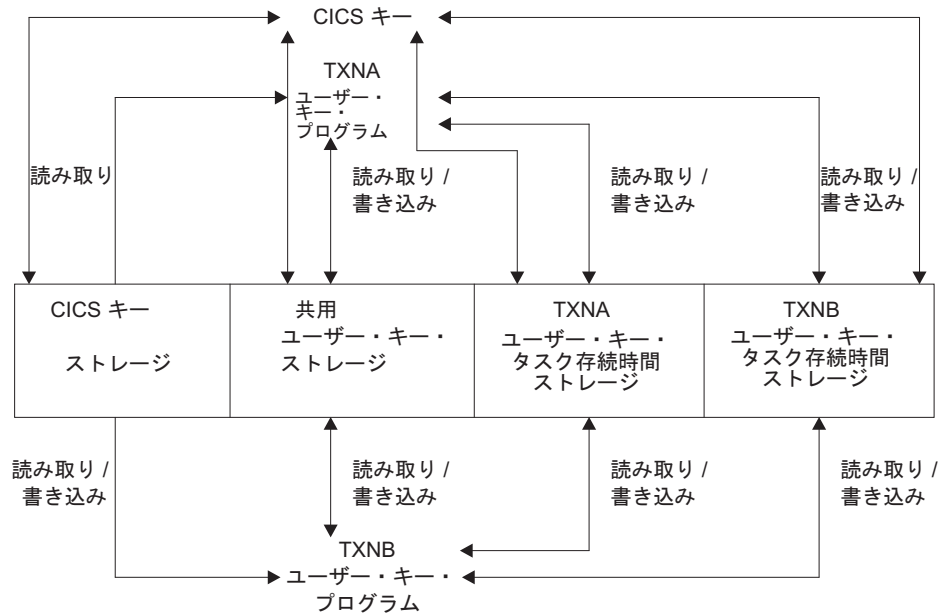 CICS キー
TXNA
ユーザー・
キー・
プログラム
読み取り
読み取り /
書き込み
読み取り /
書き込み
読み取り /
書き込み
CICS キー
ストレージ
共用
ユーザー・キー・
ストレージ
TXNA
ユーザー・キー・
タスク存続時間
ストレージ
TXNB
ユーザー・キー・
タスク存続時間
ストレージ
読み取り /
書き込み
読み取り /
書き込み
読み取り /
書き込み
読み取り /
書き込み
TXNB
ユーザー・キー・
プログラム